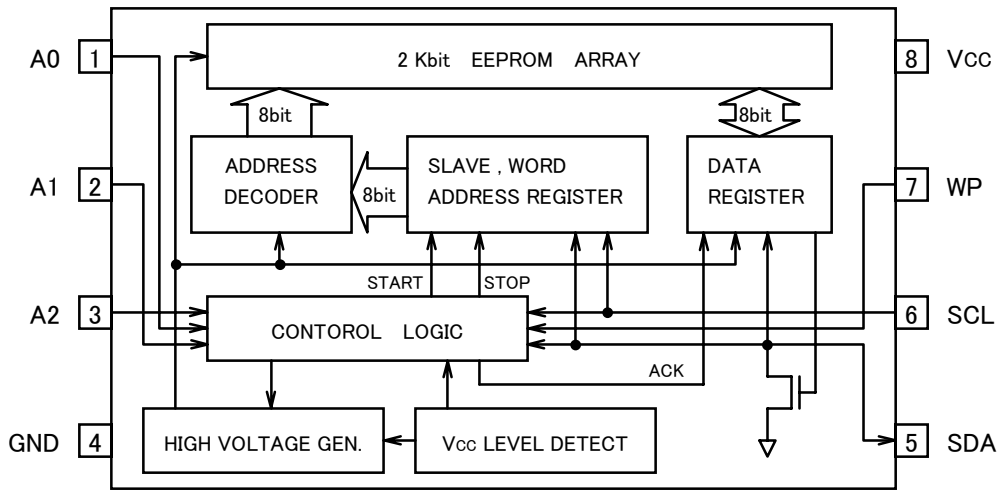 A0 1
2 Kbit EEPROM ARRAY
8 VCC
8bit
8bit
A1 2
ADDRESS
DECODER
8bit
SLAVE , WORD
ADDRESS REGISTER
DATA
REGISTER
7 WP
START
STOP
A2 3
CONTOROL LOGIC
6 SCL
ACK
GND 4
HIGH VOLTAGE GEN.
VCC LEVEL DETECT
5 SDA